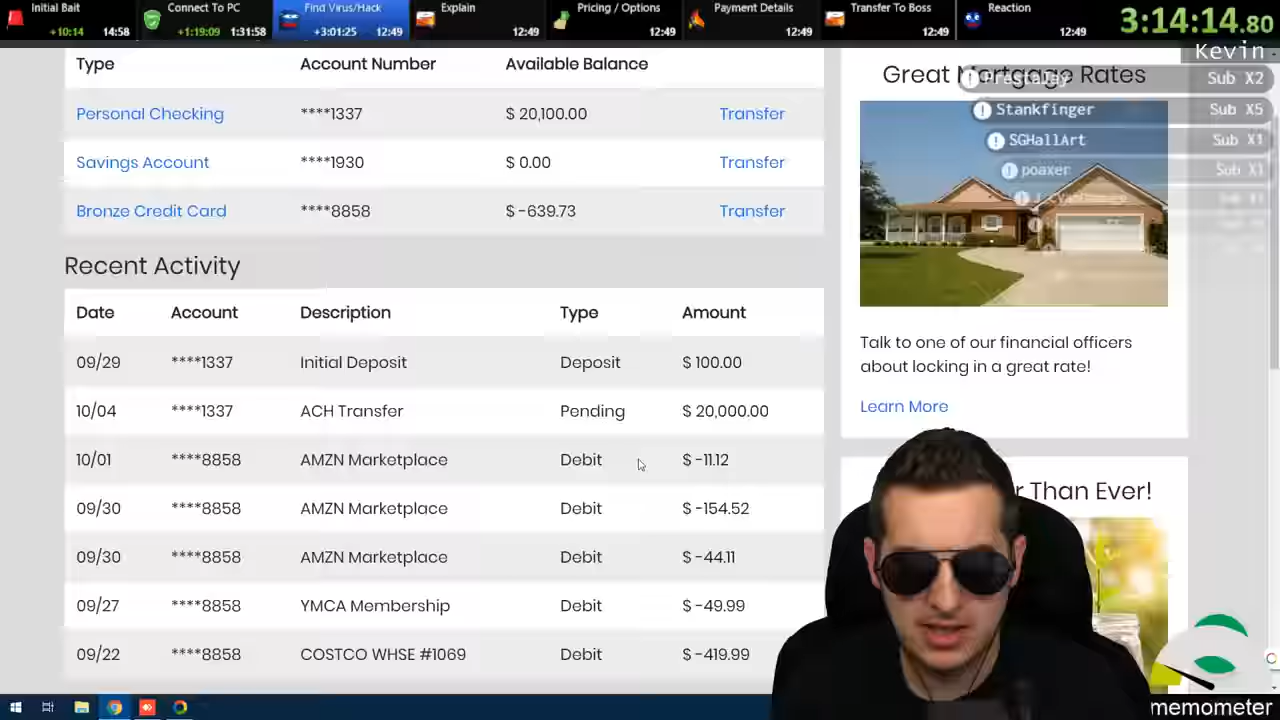 Initial Bait
+10:14 14:58
Connect To PC
+1:19:09 1:31:58
Find Virus/Hack
+3:01:25 12:49
Explain
12:49
Pricing / Options
12:49
Payment Details
12:49
Transfer To Boss
12:49
Reaction
12:49
3:14:14.80
Kevin
Sub X2
Stankfinger Sub X5
SGHallArt Sub X1
poaxer Sub X1
Type Account Number Available Balance
Personal Checking ****1337 $ 20,100.00 Transfer
Savings Account ****1930 $ 0.00 Transfer
Bronze Credit Card ****8858 $ -639.73 Transfer
Recent Activity
Date Account Description Type Amount
09/29 ****1337 Initial Deposit Deposit $ 100.00
10/04 ****1337 ACH Transfer Pending $ 20,000.00
10/01 ****8858 AMZN Marketplace Debit $ -11.12
09/30 ****8858 AMZN Marketplace Debit $ -154.52
09/30 ****8858 AMZN Marketplace Debit $ -44.11
09/27 ****8858 YMCA Membership Debit $ -49.99
09/22 ****8858 COSTCO WHSE #1069 Debit $ -419.99
Great Mortgage Rates
Talk to one of our financial officers
about locking in a great rate!
Learn More
Than Ever!
memometer